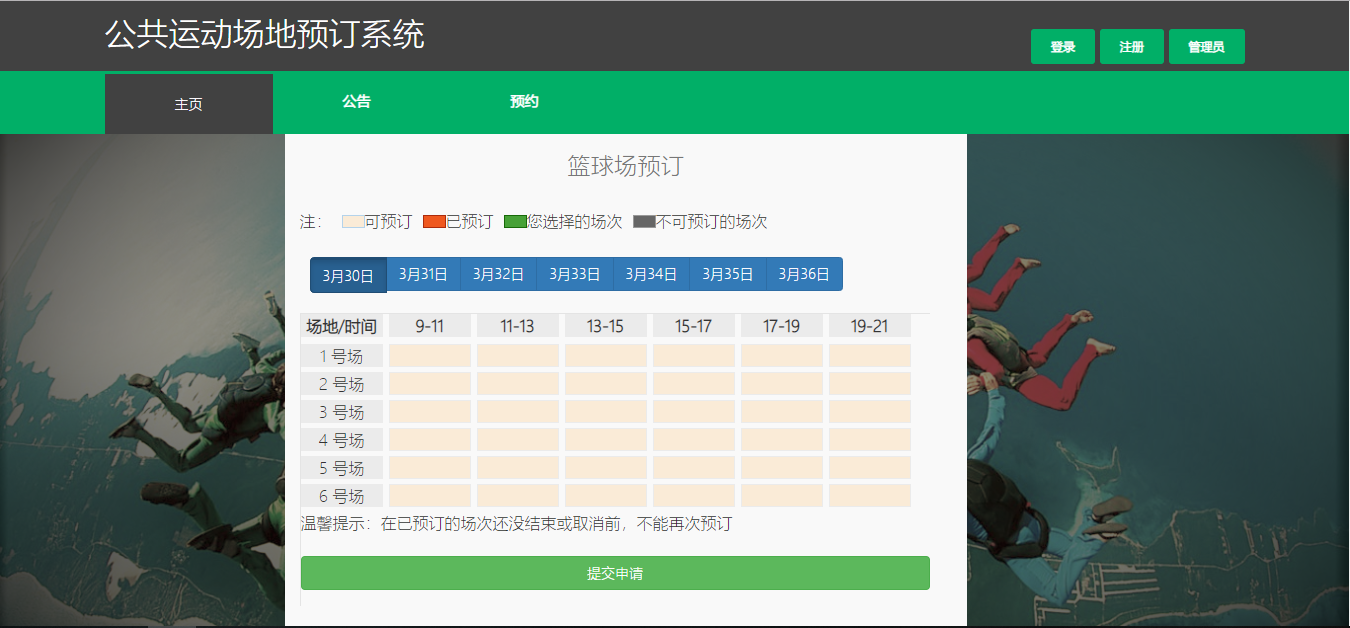 公共运动场地预订系统
登录 注册 管理员
主页 公告 预约
篮球场预订
注： 可预订 已预订 您选择的场次 不可预订的场次
3月30日 3月31日 3月32日 3月33日 3月34日 3月35日 3月36日
场地/时间 9-11 11-13 13-15 15-17 17-19 19-21
1 号场
2 号场
3 号场
4 号场
5 号场
6 号场
温馨提示：在已预订的场次还没结束或取消前，不能再次预订
提交申请